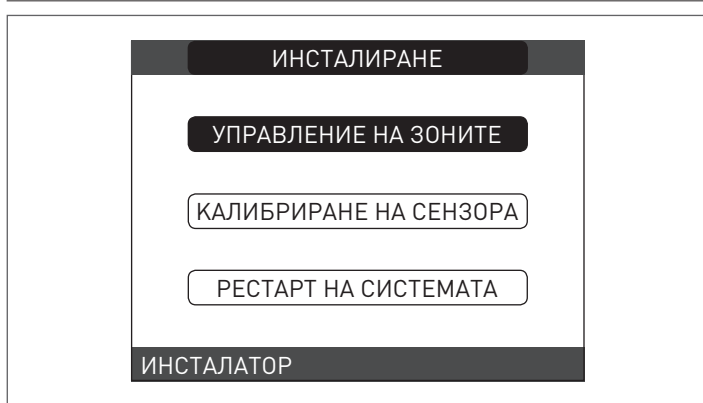 ИНСТАЛИРАНЕ
УПРАВЛЕНИЕ НА ЗОНИТЕ
КАЛИБРИРАНЕ НА СЕНЗОРА
РЕСТАРТ НА СИСТЕМАТА
ИНСТАЛАТОР